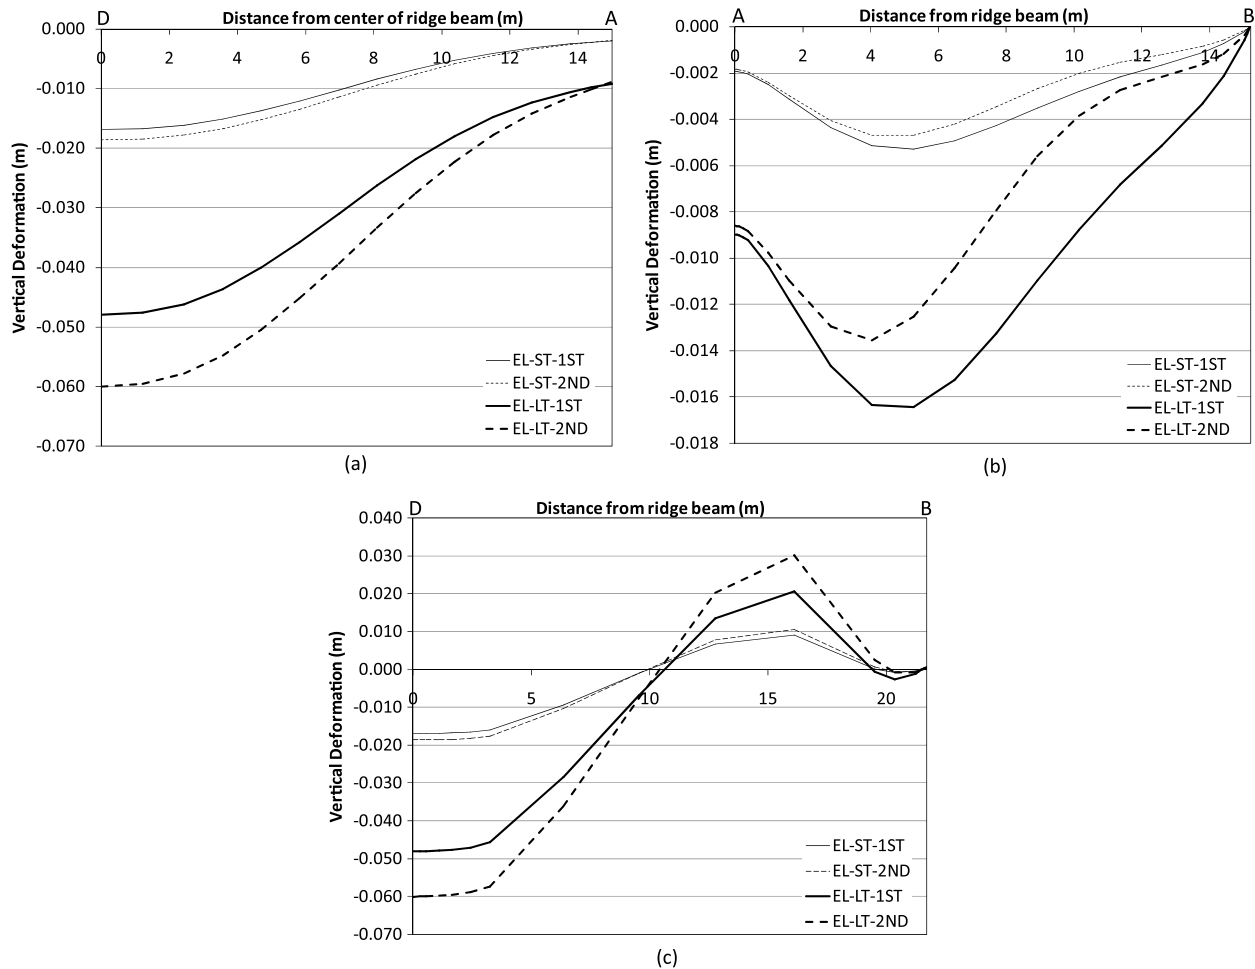 D Distance from center of ridge beam (m) A
0.000
0 2 4 6 8 10 12 14
-0.010
-0.020
-0.030
-0.040
-0.050
-0.060
-0.070
Vertical Deformation (m)
EL-ST-1ST
EL-ST-2ND
EL-LT-1ST
EL-LT-2ND
(a)
A Distance from ridge beam (m) B
0.000
0 2 4 6 8 10 12 14
-0.002
-0.004
-0.006
-0.008
-0.010
-0.012
-0.014
-0.016
-0.018
Vertical Deformation (m)
EL-ST-1ST
EL-ST-2ND
EL-LT-1ST
EL-LT-2ND
(b)
D Distance from ridge beam (m) B
0.040
0.030
0.020
0.010
0.000
0 5 10 15 20
-0.010
-0.020
-0.030
-0.040
-0.050
-0.060
-0.070
Vertical Deformation (m)
EL-ST-1ST
EL-ST-2ND
EL-LT-1ST
EL-LT-2ND
(c)